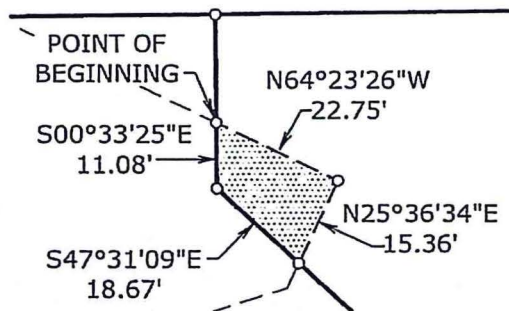 POINT OF
BEGINNING
N64°23'26"W
22.75'
S00°33'25"E
11.08'
N25°36'34"E
15.36'
S47°31'09"E
18.67'